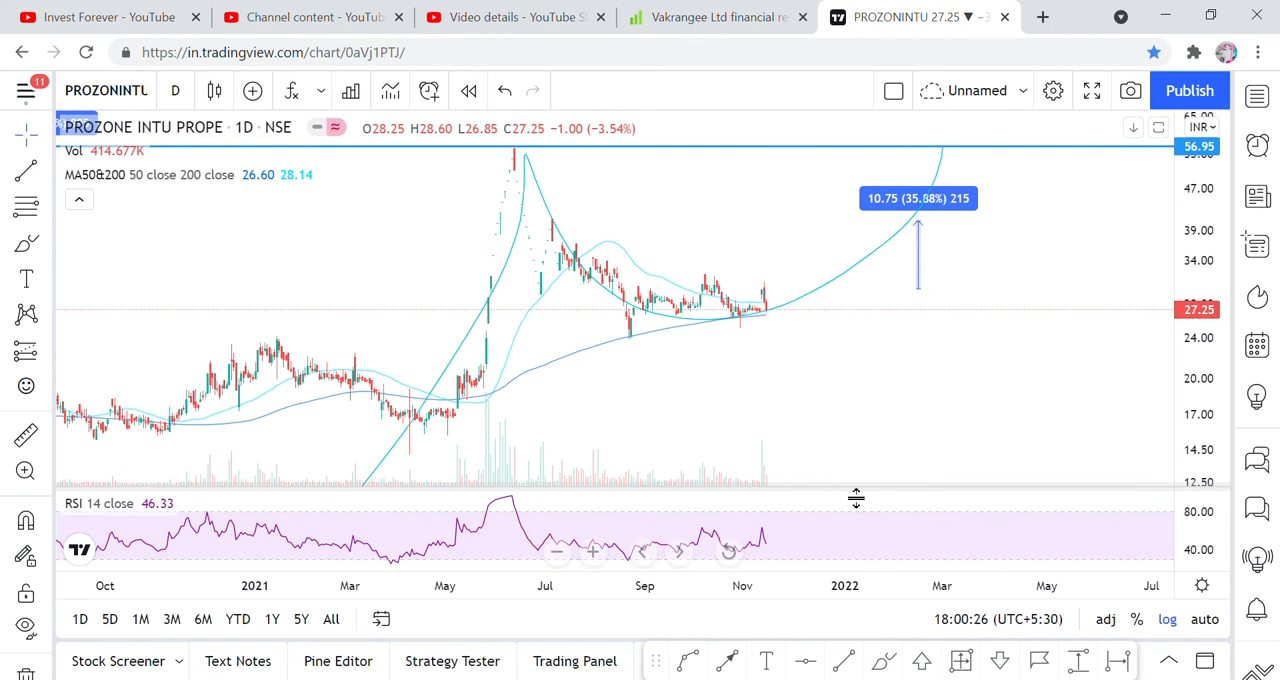 Invest Forever - YouTube
Channel content - YouTub
Video details - YouTube S
Vakrangee Ltd financial re
PROZONINTU 27.25 ▼ −3
https://in.tradingview.com/chart/0aVj1PTJ/
11
PROZONINTU
D
Unnamed
Publish
PROZONE INTU PROPE · 1D · NSE
O28.25 H28.60 L26.85 C27.25 −1.00 (−3.54%)
INR
Vol 414.677K
MA50&200 50 close 200 close 26.60 28.14
56.95
47.00
10.75 (35.88%) 215
39.00
34.00
27.25
24.00
20.00
17.00
14.50
12.50
RSI 14 close 46.33
80.00
40.00
Oct 2021 Mar May Jul Sep Nov 2022 Mar May Jul
1D 5D 1M 3M 6M YTD 1Y 5Y All
18:00:26 (UTC+5:30) adj % log auto
Stock Screener Text Notes Pine Editor Strategy Tester Trading Panel